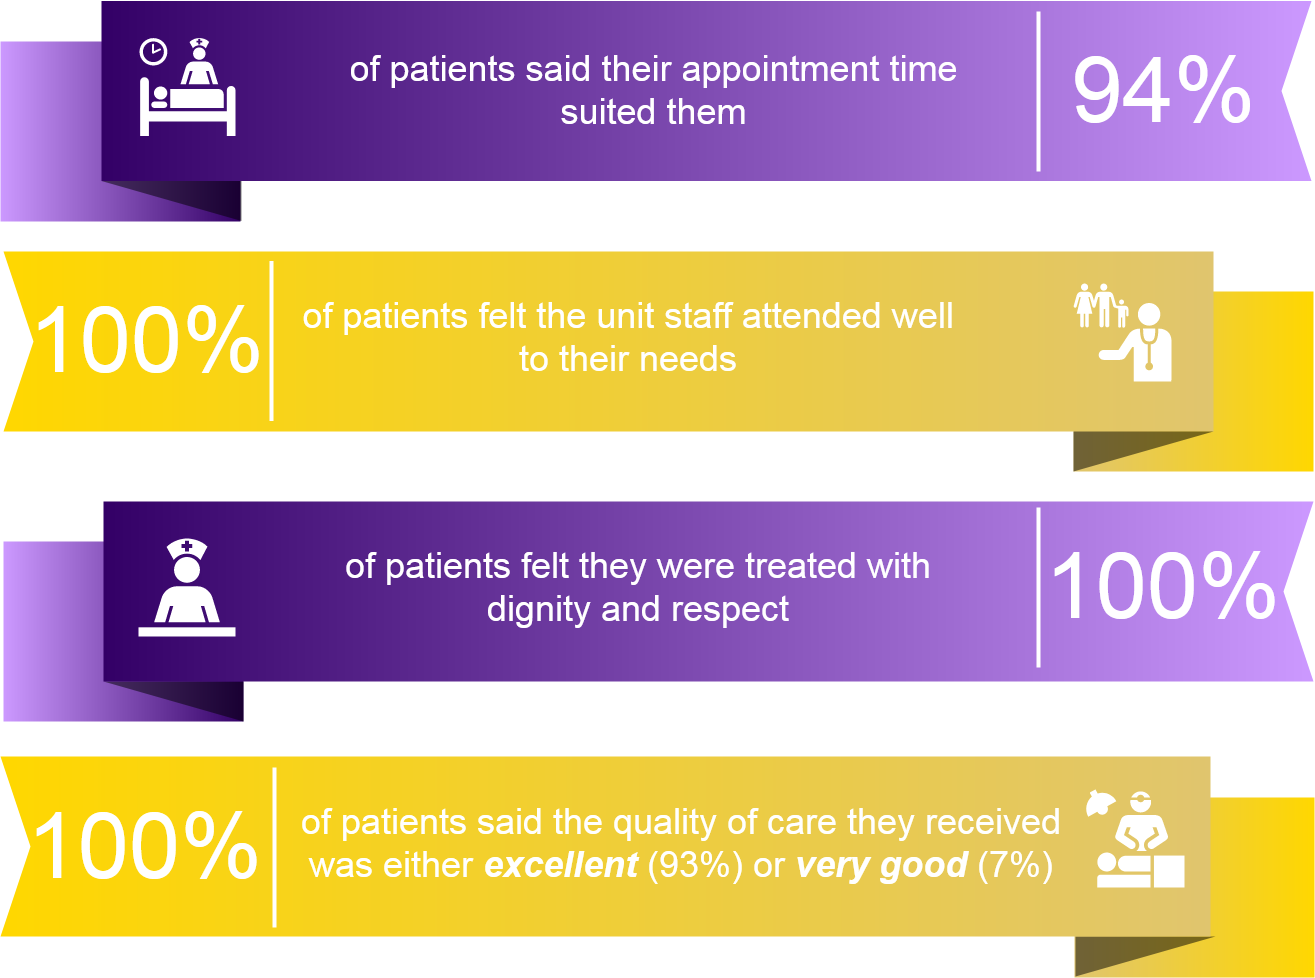 of patients said their appointment time
suited them
94%
100%
of patients felt the unit staff attended well
to their needs
of patients felt they were treated with
dignity and respect
100%
100%
of patients said the quality of care they received
was either excellent (93%) or very good (7%)